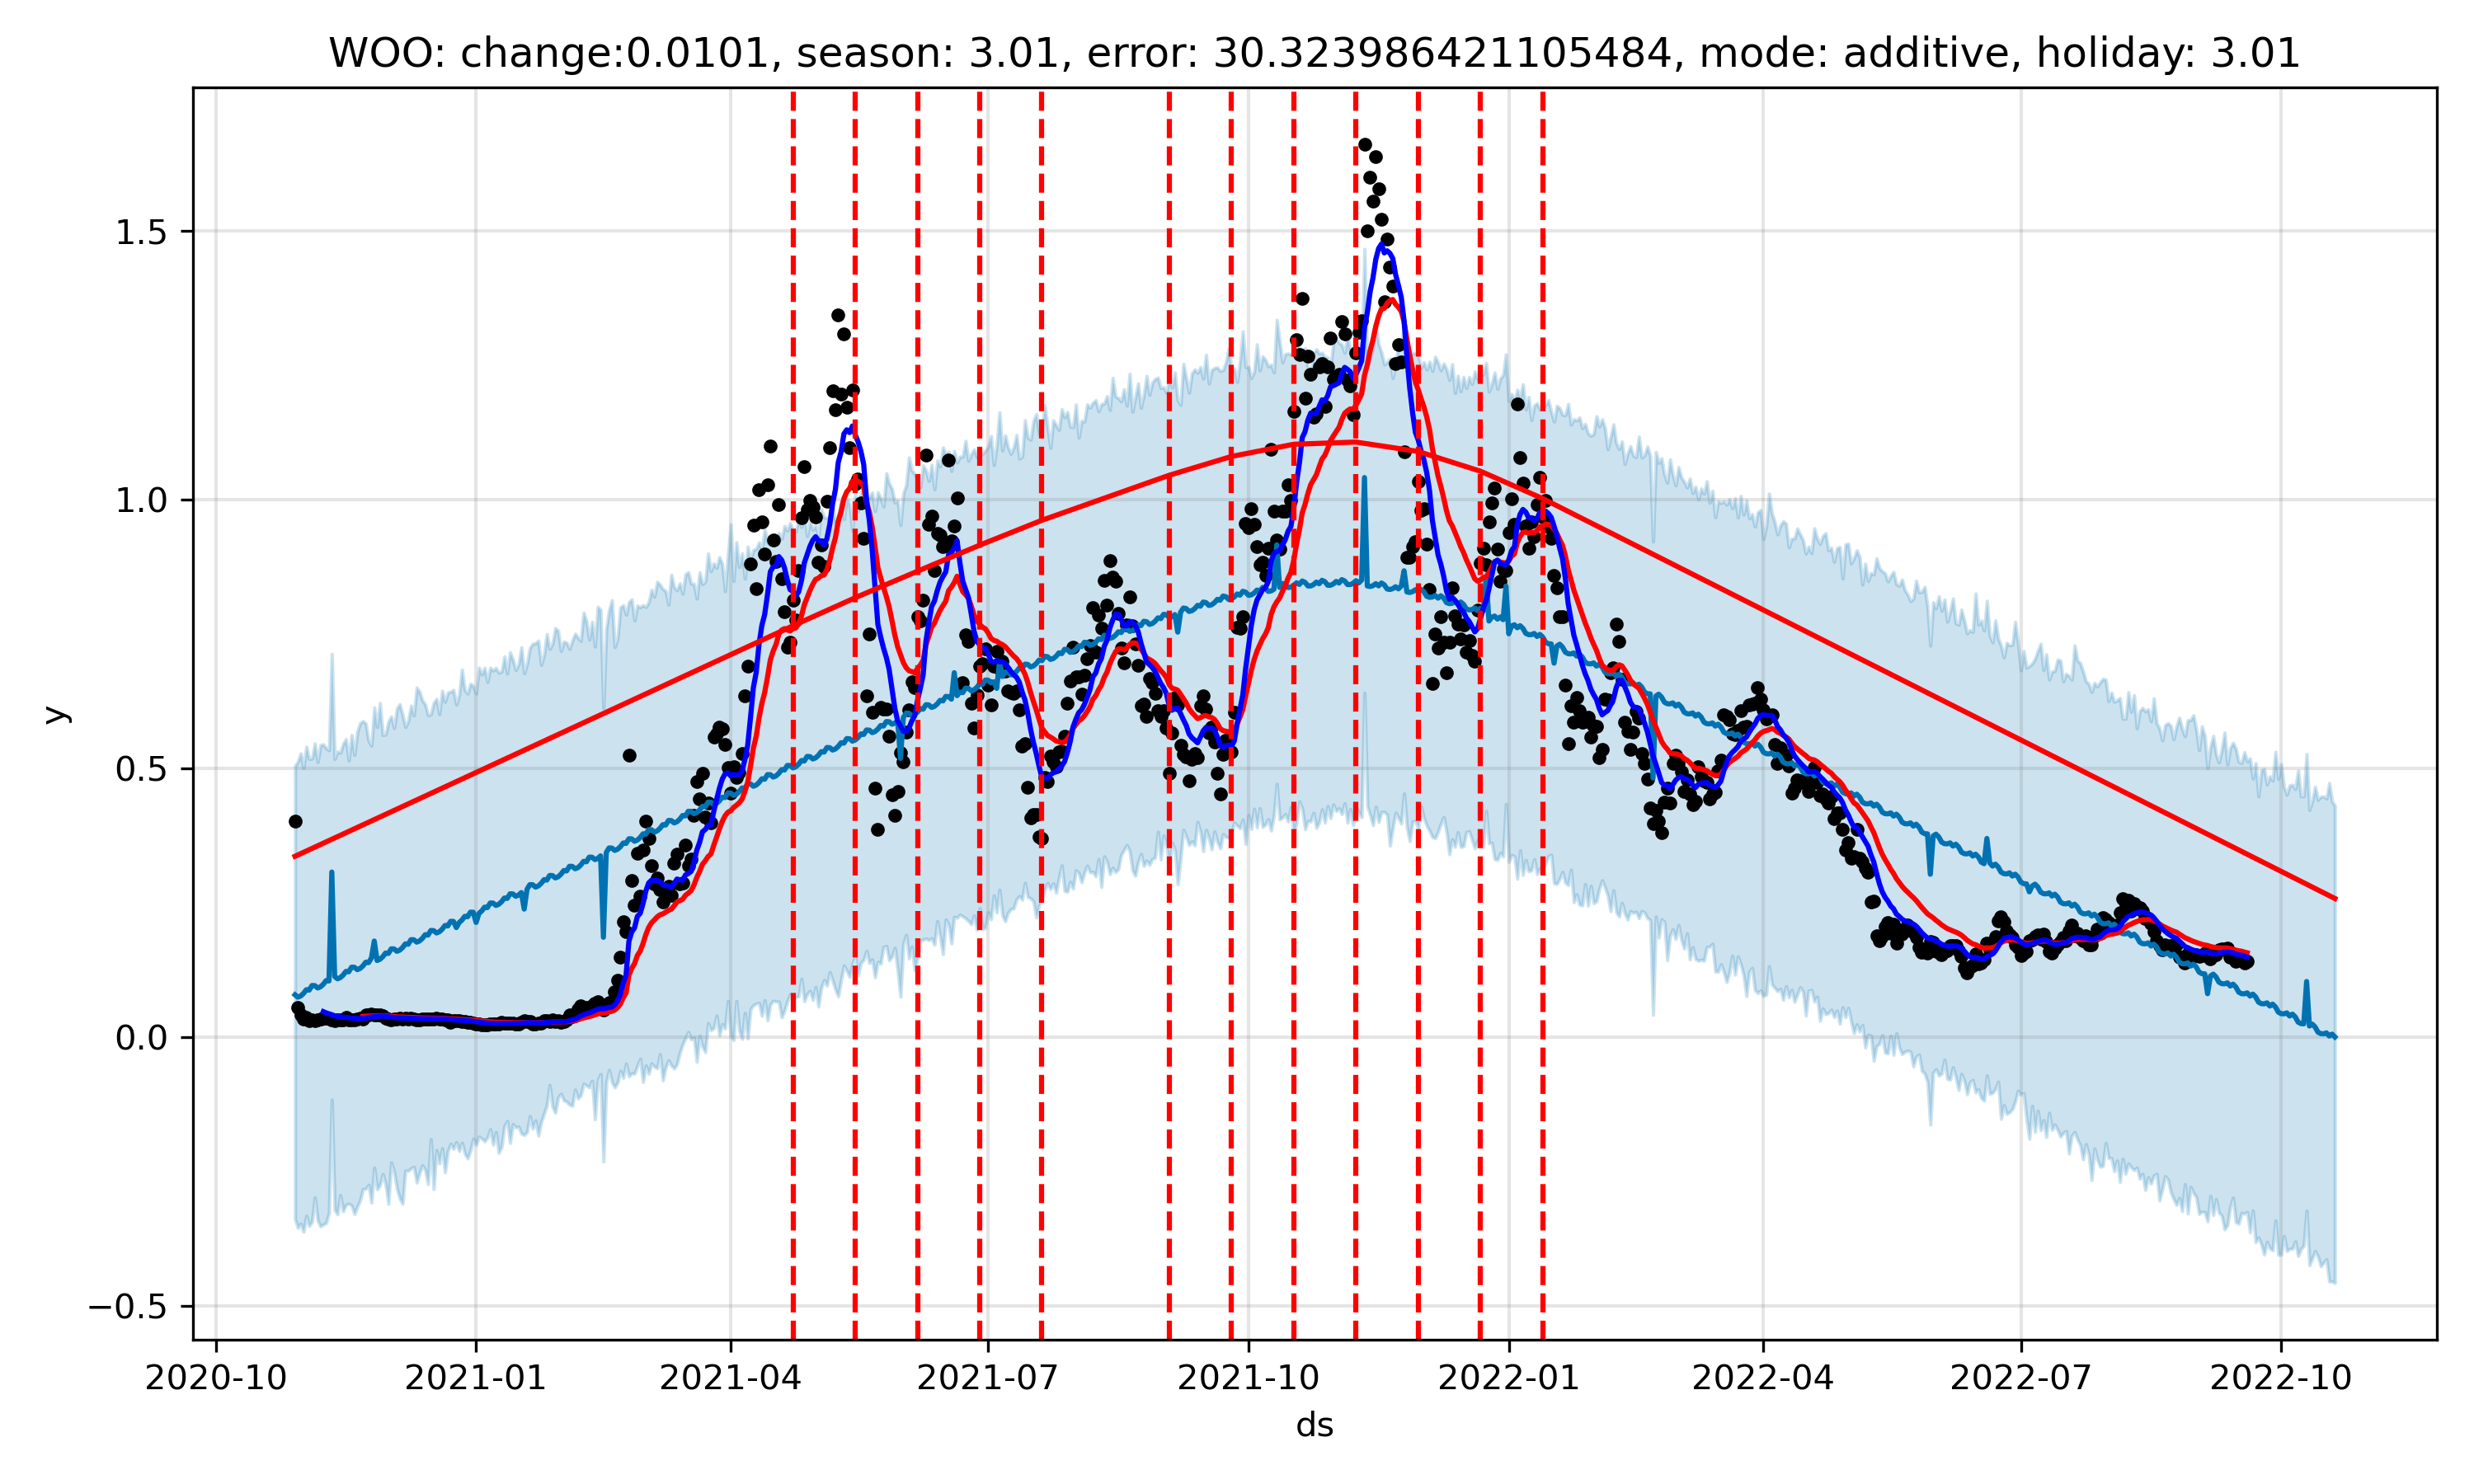 WOO: change:0.0101, season: 3.01, error: 30.323986421105484, mode: additive, holiday: 3.01
y
1.5
1.0
0.5
0.0
−0.5
2020-10 2021-01 2021-04 2021-07 2021-10 2022-01 2022-04 2022-07 2022-10
ds